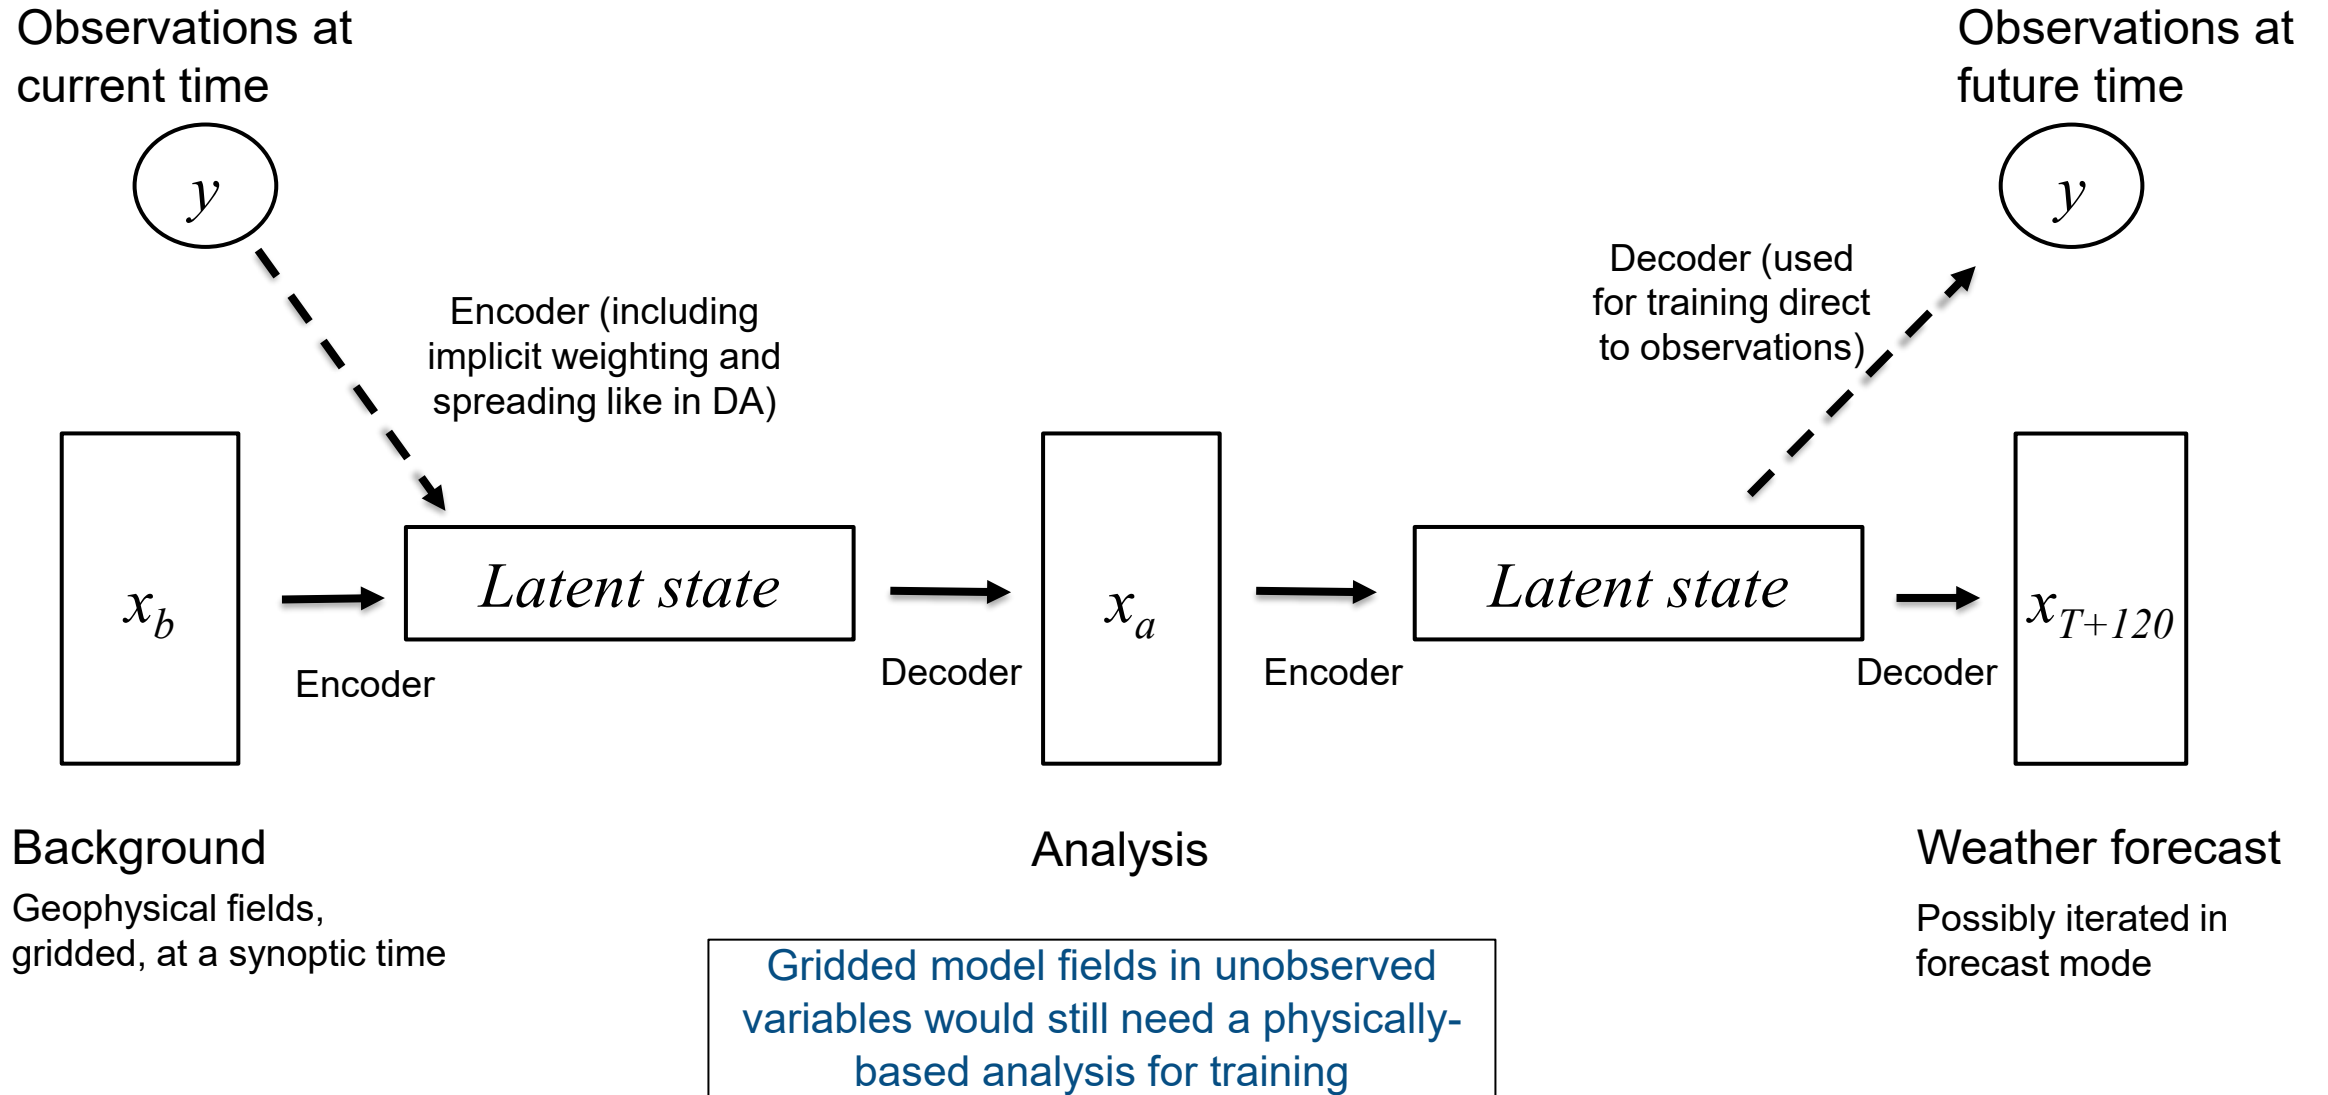 Observations at
current time
y
Observations at
future time
y
Encoder (including
implicit weighting and
spreading like in DA)
Decoder (used
for training direct
to observations)
x_b
Encoder
Latent state
Decoder
x_a
Encoder
Latent state
Decoder
x_{T+120}
Background
Geophysical fields,
gridded, at a synoptic time
Analysis
Weather forecast
Possibly iterated in
forecast mode
Gridded model fields in unobserved
variables would still need a physically-
based analysis for training